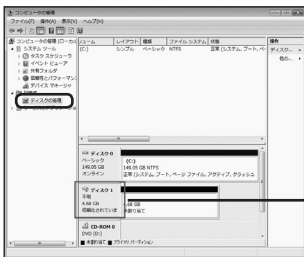 コンピュータの管理
ファイル(F) 操作(A) 表示(V) ヘルプ(H)
コンピュータの管理 (ローカル)
システム ツール
タスク スケジューラ
イベント ビューア
共有フォルダ
信頼性とパフォーマンス
デバイス マネージャ
ディスクの管理
ボリューム レイアウト 種類 ファイル システム 状態
(C:) シンプル ベーシック NTFS 正常 (システム, ブート, ペー
操作
ディスク...
他の...
ディスク 0
ベーシック
149.05 GB
オンライン
(C:)
149.05 GB NTFS
正常 (システム, ブート, ページ ファイル, アクティブ, クラッシュ
ディスク 1
不明
4.68 GB
初期化されていま
4.68 GB
未割り当て
CD-ROM 0
DVD (D:)
未割り当て プライマリ パーティション